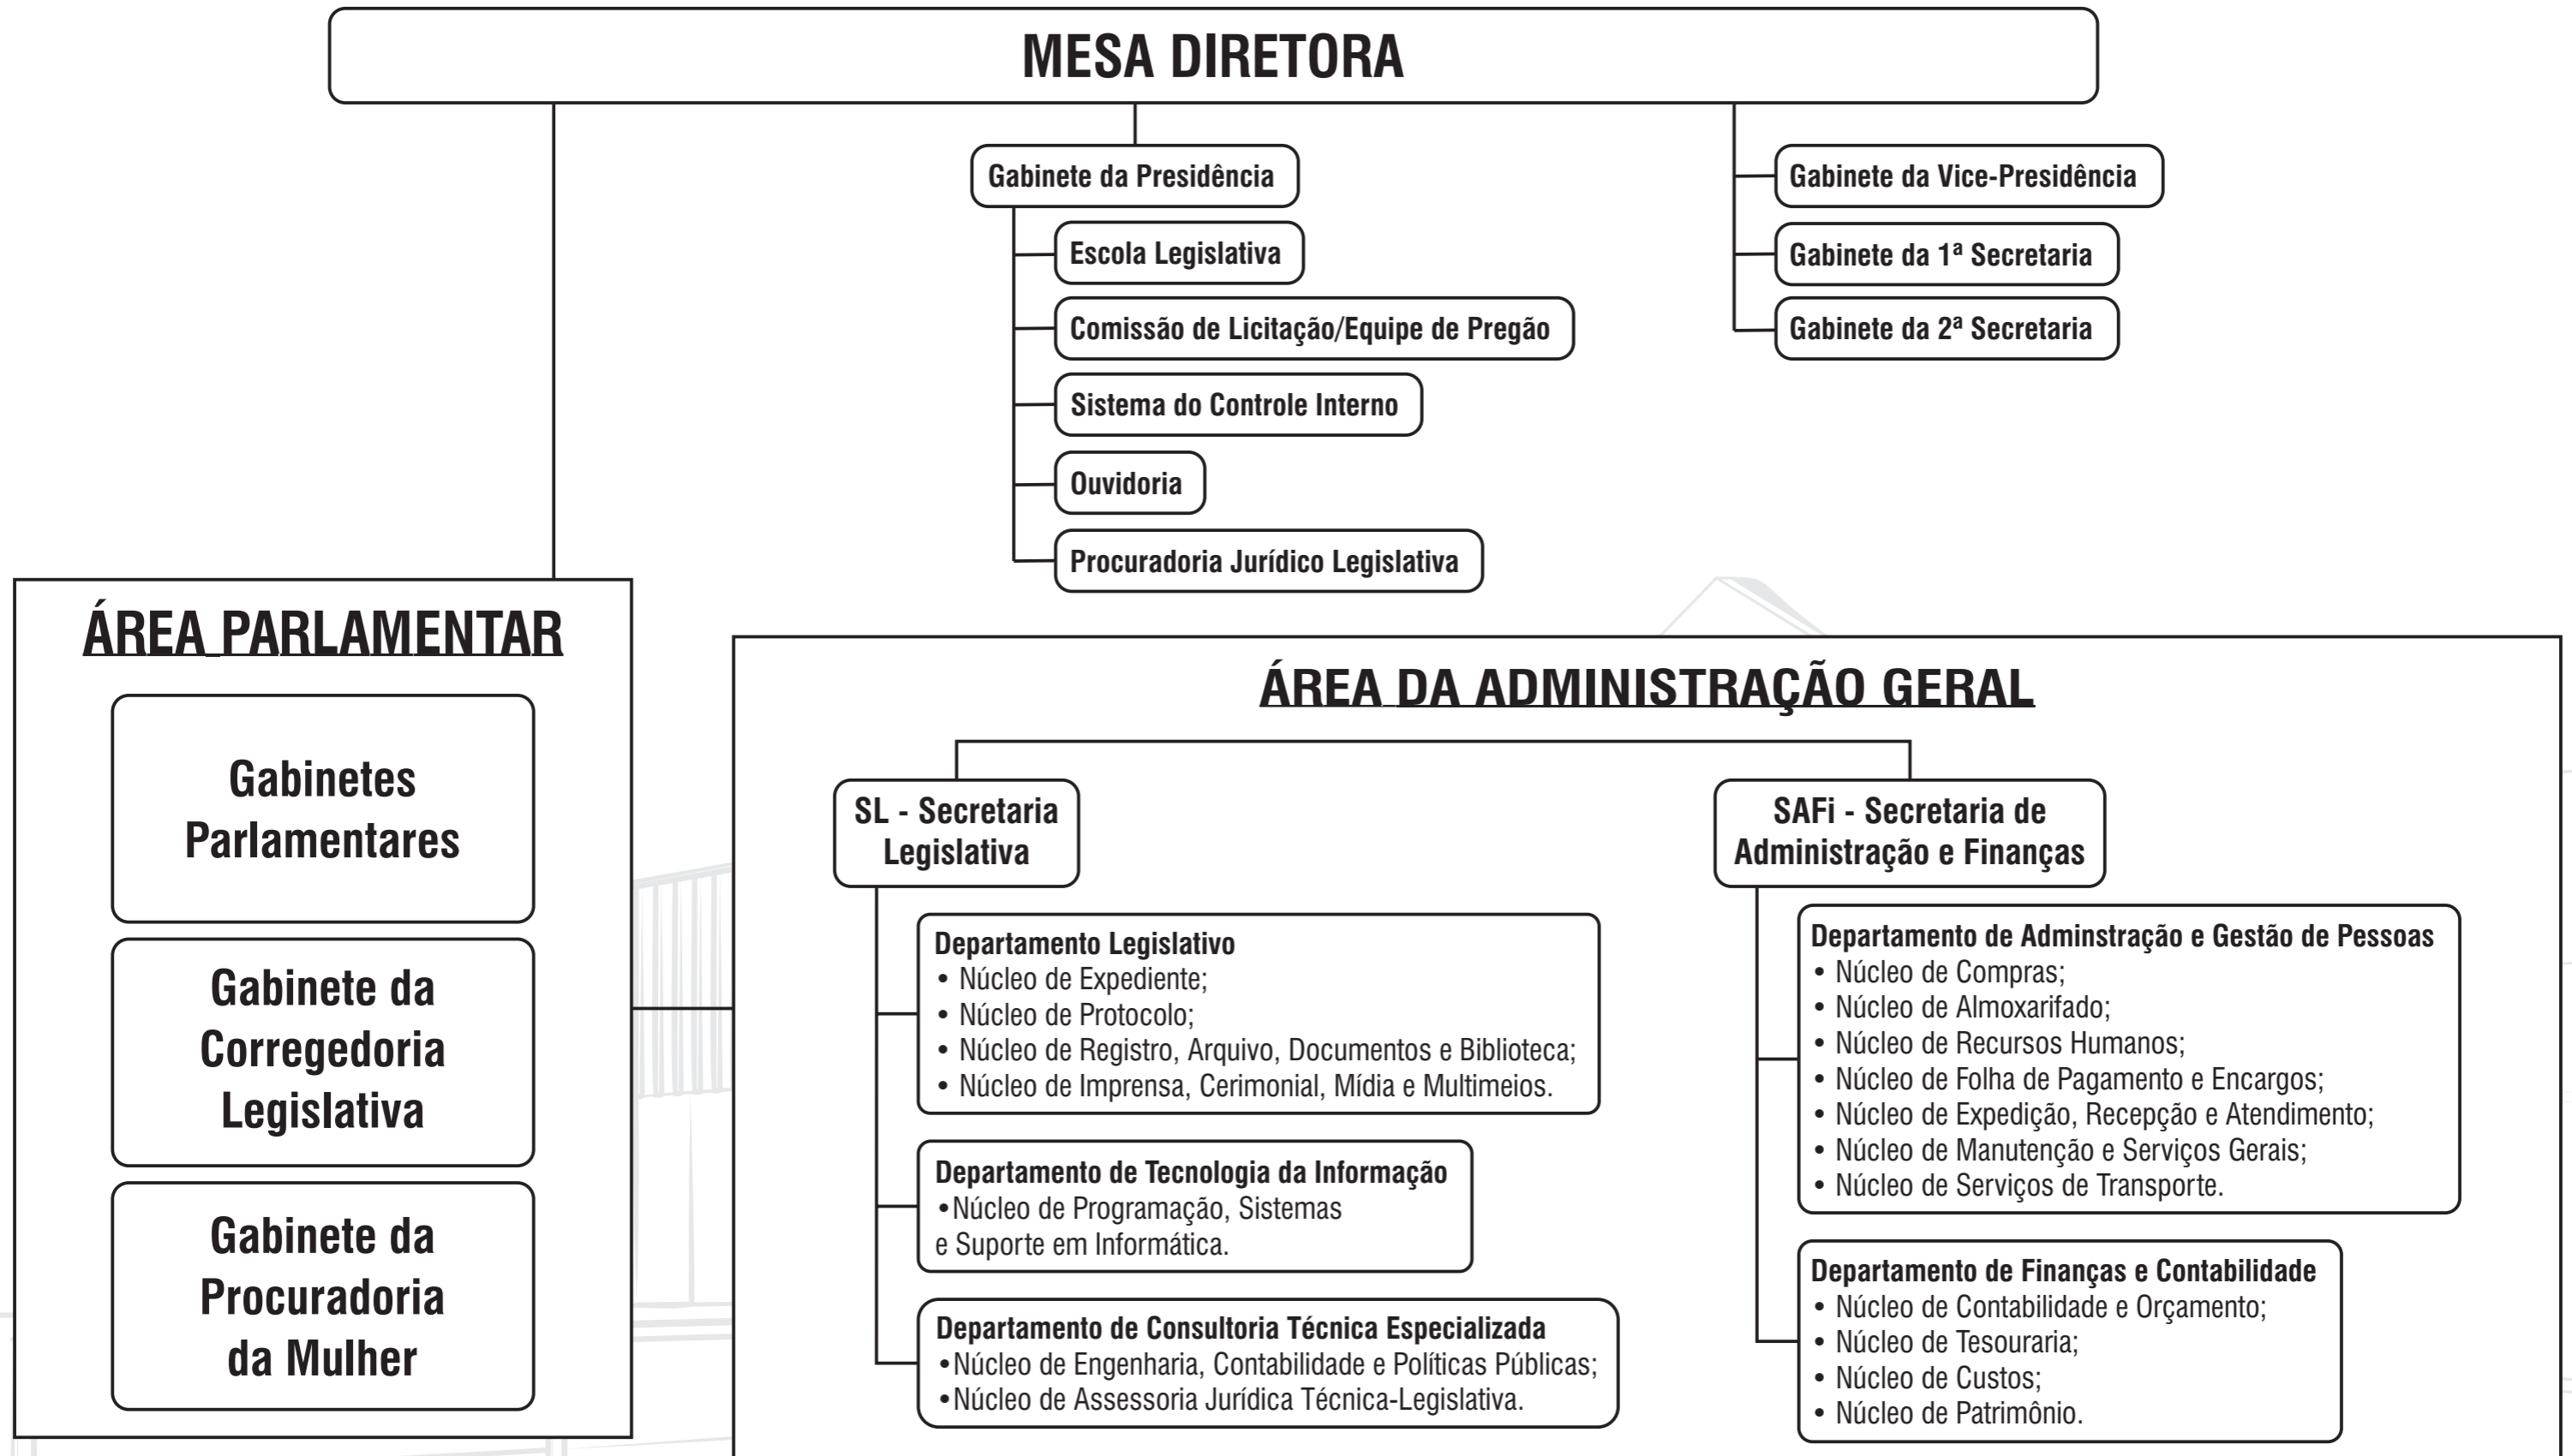 MESA DIRETORA
Gabinete da Presidência
Escola Legislativa
Comissão de Licitação/Equipe de Pregão
Sistema do Controle Interno
Ouvidoria
Procuradoria Jurídico Legislativa
Gabinete da Vice-Presidência
Gabinete da 1ª Secretaria
Gabinete da 2ª Secretaria
ÁREA PARLAMENTAR
Gabinetes
Parlamentares
Gabinete da
Corregedoria
Legislativa
Gabinete da
Procuradoria
da Mulher
ÁREA DA ADMINISTRAÇÃO GERAL
SL - Secretaria
Legislativa
Departamento Legislativo
• Núcleo de Expediente;
• Núcleo de Protocolo;
• Núcleo de Registro, Arquivo, Documentos e Biblioteca;
• Núcleo de Imprensa, Cerimonial, Mídia e Multimeios.
Departamento de Tecnologia da Informação
•Núcleo de Programação, Sistemas
e Suporte em Informática.
Departamento de Consultoria Técnica Especializada
•Núcleo de Engenharia, Contabilidade e Políticas Públicas;
•Núcleo de Assessoria Jurídica Técnica-Legislativa.
SAFi - Secretaria de
Administração e Finanças
Departamento de Adminstração e Gestão de Pessoas
• Núcleo de Compras;
• Núcleo de Almoxarifado;
• Núcleo de Recursos Humanos;
• Núcleo de Folha de Pagamento e Encargos;
• Núcleo de Expedição, Recepção e Atendimento;
• Núcleo de Manutenção e Serviços Gerais;
• Núcleo de Serviços de Transporte.
Departamento de Finanças e Contabilidade
• Núcleo de Contabilidade e Orçamento;
• Núcleo de Tesouraria;
• Núcleo de Custos;
• Núcleo de Patrimônio.